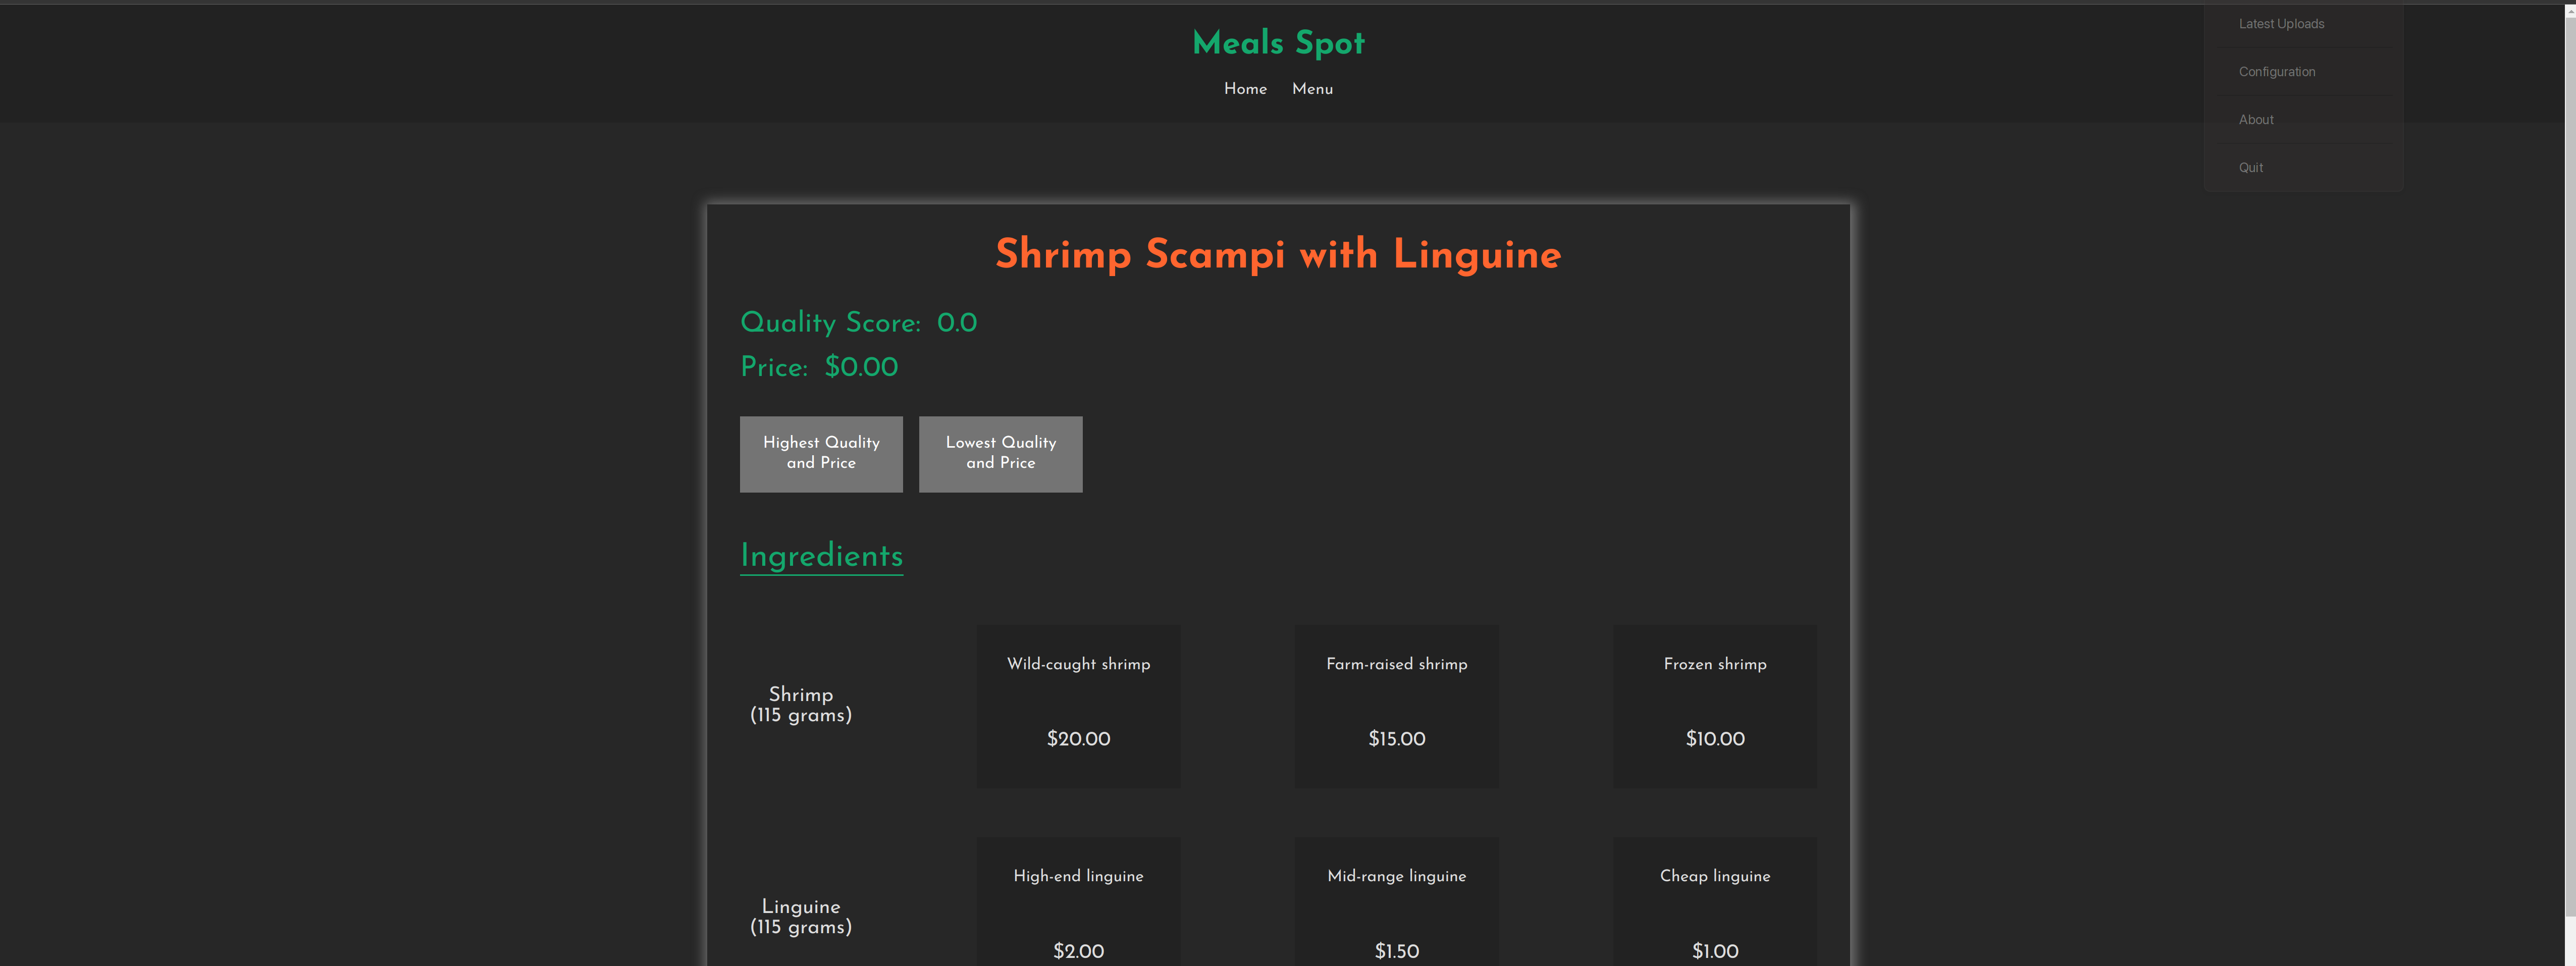 Meals Spot
Home Menu
Latest Uploads
Configuration
About
Quit
Shrimp Scampi with Linguine
Quality Score: 0.0
Price: $0.00
Highest Quality
and Price
Lowest Quality
and Price
Ingredients
Shrimp
(115 grams)
Wild-caught shrimp
$20.00
Farm-raised shrimp
$15.00
Frozen shrimp
$10.00
Linguine
(115 grams)
High-end linguine
$2.00
Mid-range linguine
$1.50
Cheap linguine
$1.00